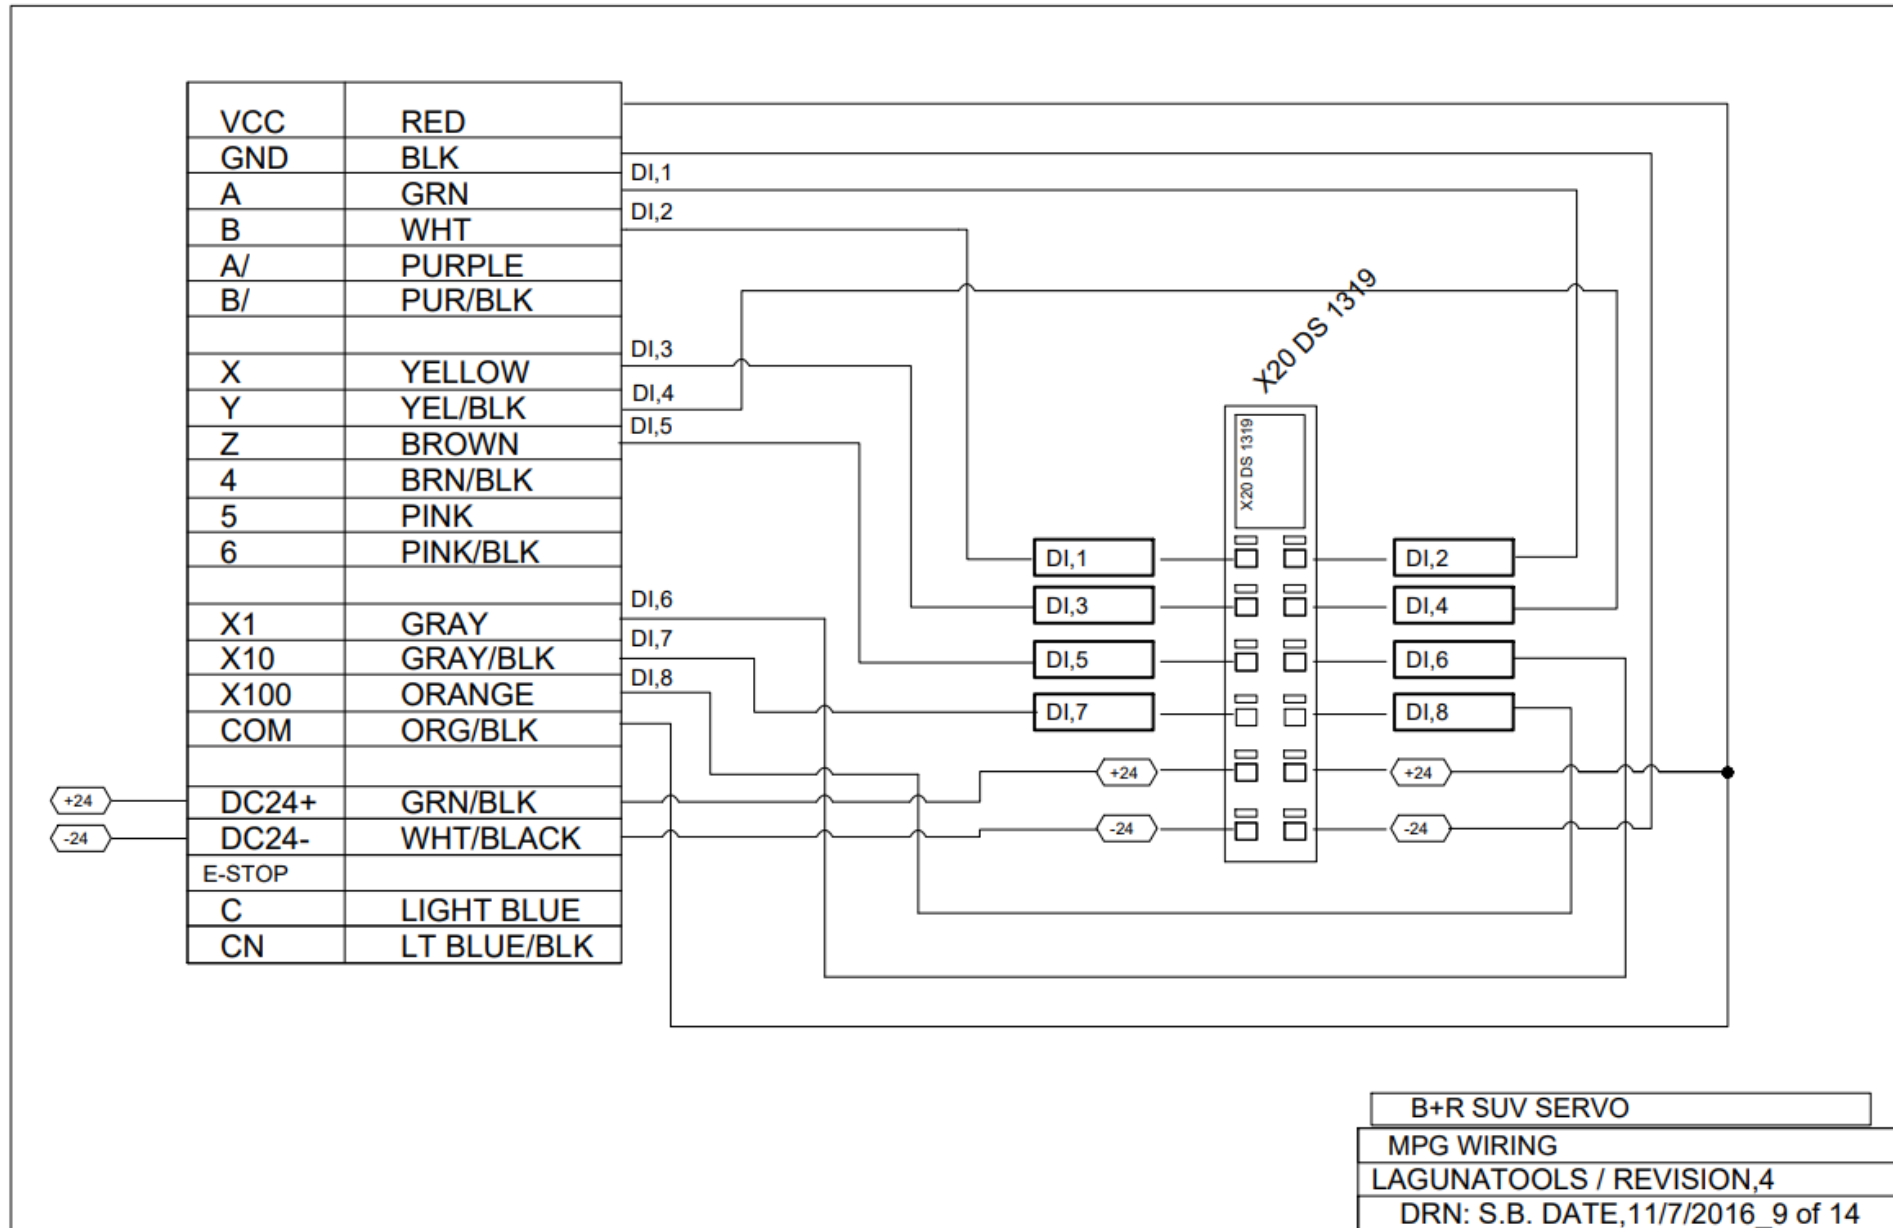 VCC RED
GND BLK
DI,1
A GRN
DI,2
B WHT
A/ PURPLE
B/ PUR/BLK
DI,3
X YELLOW
DI,4
Y YEL/BLK
DI,5
Z BROWN
4 BRN/BLK
5 PINK
6 PINK/BLK
DI,6
X1 GRAY
DI,7
X10 GRAY/BLK
DI,8
X100 ORANGE
COM ORG/BLK
+24 DC24+ GRN/BLK
-24 DC24- WHT/BLACK
E-STOP
C LIGHT BLUE
CN LT BLUE/BLK
X20 DS 1319
X20 DS 1319
DI,1 DI,2
DI,3 DI,4
DI,5 DI,6
DI,7 DI,8
+24 +24
-24 -24
B+R SUV SERVO
MPG WIRING
LAGUNATOOLS / REVISION,4
DRN: S.B. DATE,11/7/2016_9 of 14